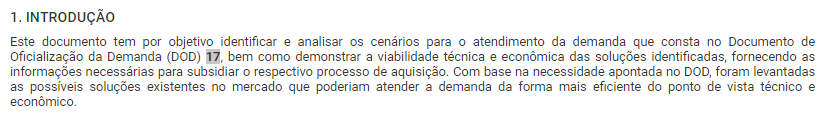 1. INTRODUÇÃO
Este documento tem por objetivo identificar e analisar os cenários para o atendimento da demanda que consta no Documento de
Oficialização da Demanda (DOD) 17, bem como demonstrar a viabilidade técnica e econômica das soluções identificadas, fornecendo as
informações necessárias para subsidiar o respectivo processo de aquisição. Com base na necessidade apontada no DOD, foram levantadas
as possíveis soluções existentes no mercado que poderiam atender a demanda da forma mais eficiente do ponto de vista técnico e
econômico.